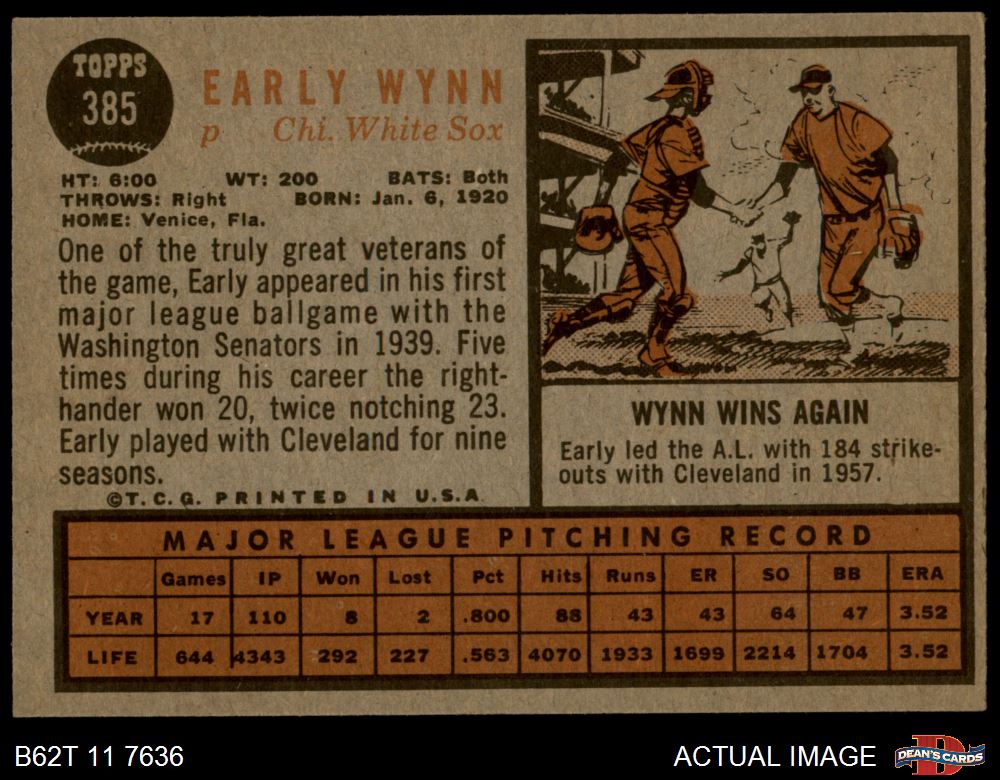 TOPPS
385
EARLY WYNN
p Chi. White Sox
HT: 6:00 WT: 200 BATS: Both
THROWS: Right BORN: Jan. 6, 1920
HOME: Venice, Fla.
One of the truly great veterans of
the game, Early appeared in his first
major league ballgame with the
Washington Senators in 1939. Five
times during his career the right-
hander won 20, twice notching 23.
Early played with Cleveland for nine
seasons.
©T.C.G. PRINTED IN U.S.A.
WYNN WINS AGAIN
Early led the A.L. with 184 strike-
outs with Cleveland in 1957.
MAJOR LEAGUE PITCHING RECORD
Games IP Won Lost Pct Hits Runs ER SO BB ERA
YEAR 17 110 8 2 .800 88 43 43 64 47 3.52
LIFE 644 4343 292 227 .563 4070 1933 1699 2214 1704 3.52
B62T 11 7636 ACTUAL IMAGE DEAN'S CARDS